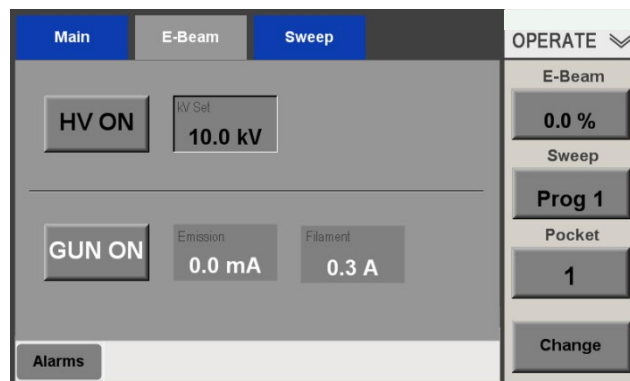 Main
E-Beam
Sweep
HV ON
kV Set
10.0 kV
GUN ON
Emission
0.0 mA
Filament
0.3 A
Alarms
OPERATE
E-Beam
0.0 %
Sweep
Prog 1
Pocket
1
Change